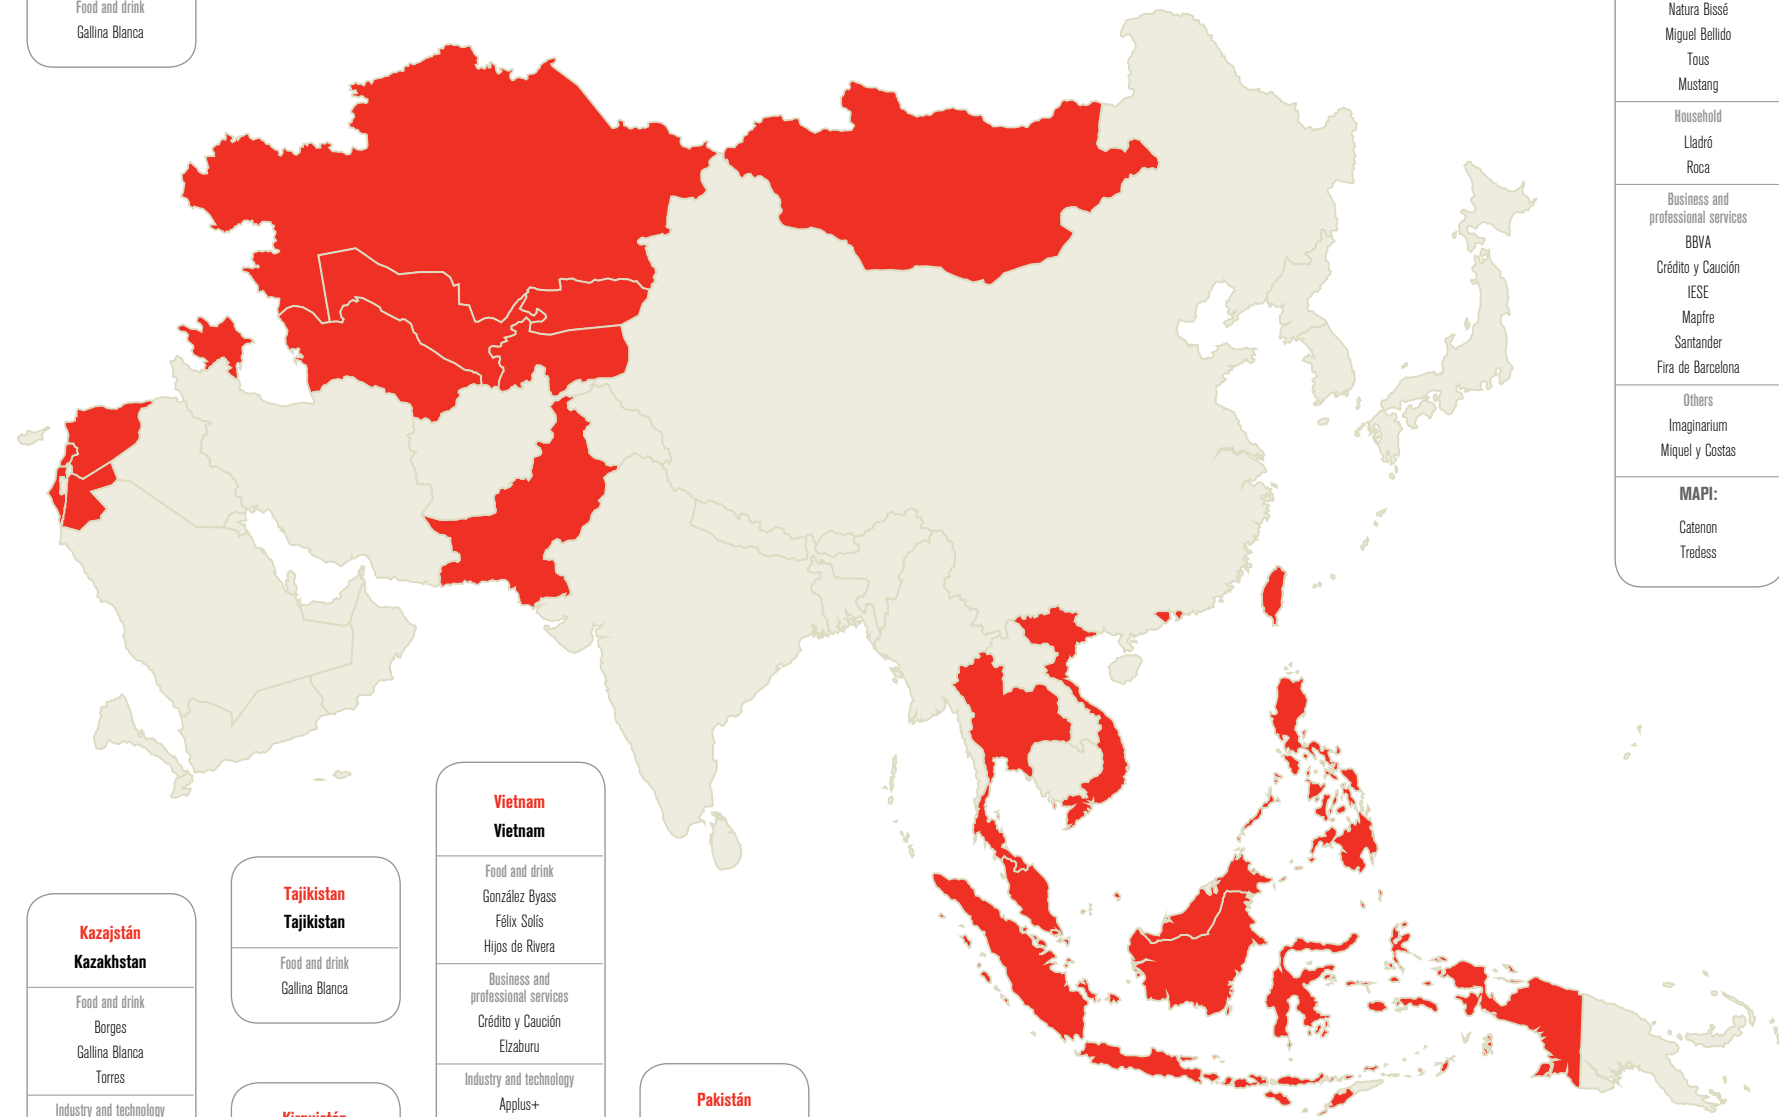 Food and drink
Gallina Blanca
Natura Bissé
Miguel Bellido
Tous
Mustang
Household
Lladró
Roca
Business and
professional services
BBVA
Crédito y Caución
IESE
Mapfre
Santander
Fira de Barcelona
Others
Imaginarium
Miquel y Costas
MAPI:
Catenon
Tredess
Kazajstán
Kazakhstan
Food and drink
Borges
Gallina Blanca
Torres
Industry and technology
Tajikistan
Tajikistan
Food and drink
Gallina Blanca
Kirguistán
Vietnam
Vietnam
Food and drink
González Byass
Félix Solís
Hijos de Rivera
Business and
professional services
Crédito y Caución
Elzaburu
Industry and technology
Applus+
Pakistán